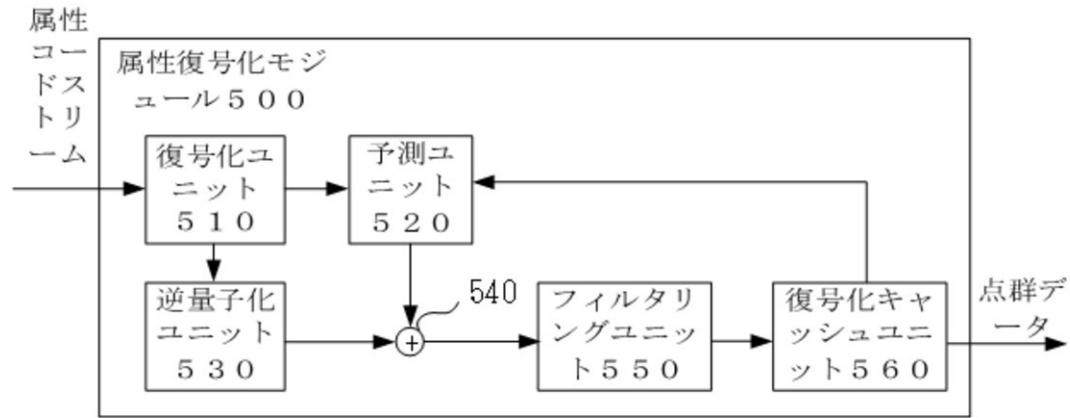 属性
コー
ドス
トリ
ーム
属性復号化モジ
ュール５００
復号化ユ
ニット
５１０
予測ユ
ニット
５２０
逆量子化
ユニット
５３０
540
フィルタリ
ングユニッ
ト５５０
復号化キャ
ッシュユニ
ット５６０
点群デ
ータ